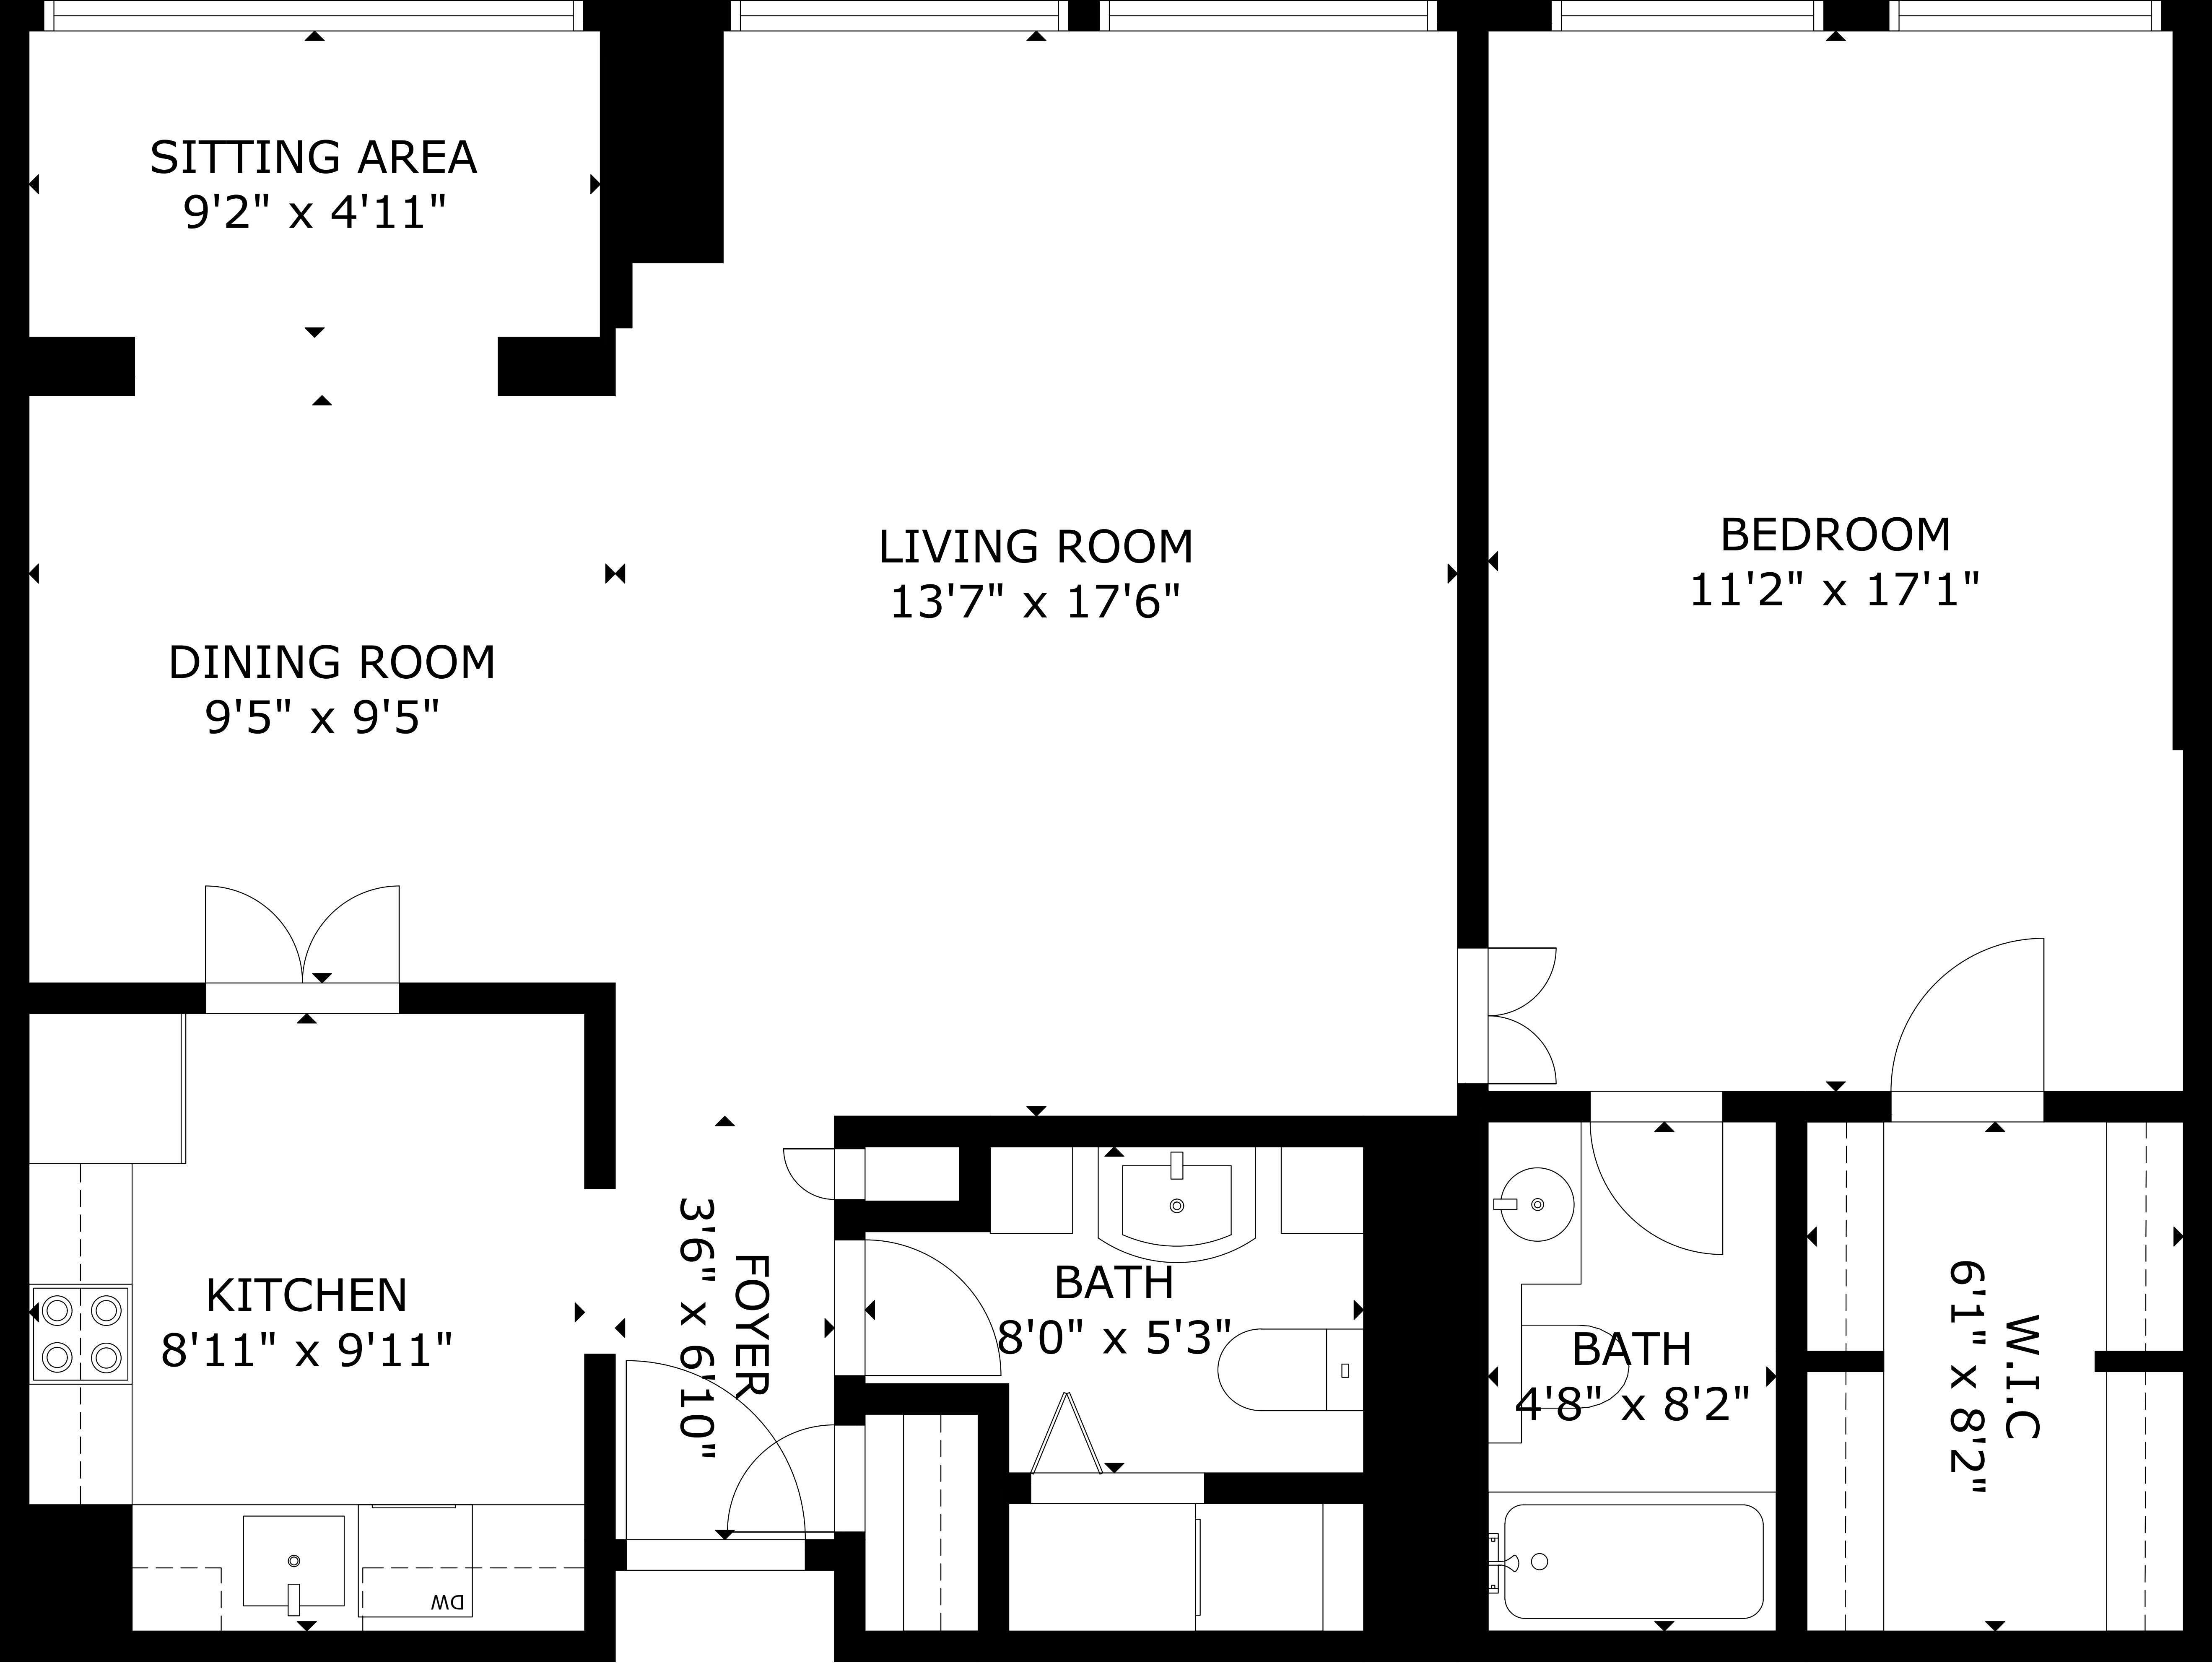 SITTING AREA
9'2" x 4'11"
LIVING ROOM
13'7" x 17'6"
BEDROOM
11'2" x 17'1"
DINING ROOM
9'5" x 9'5"
KITCHEN
8'11" x 9'11"
DW
FOYER
3'6" x 6'10"
BATH
8'0" x 5'3"
BATH
4'8" x 8'2"
W.I.C
6'1" x 8'2"